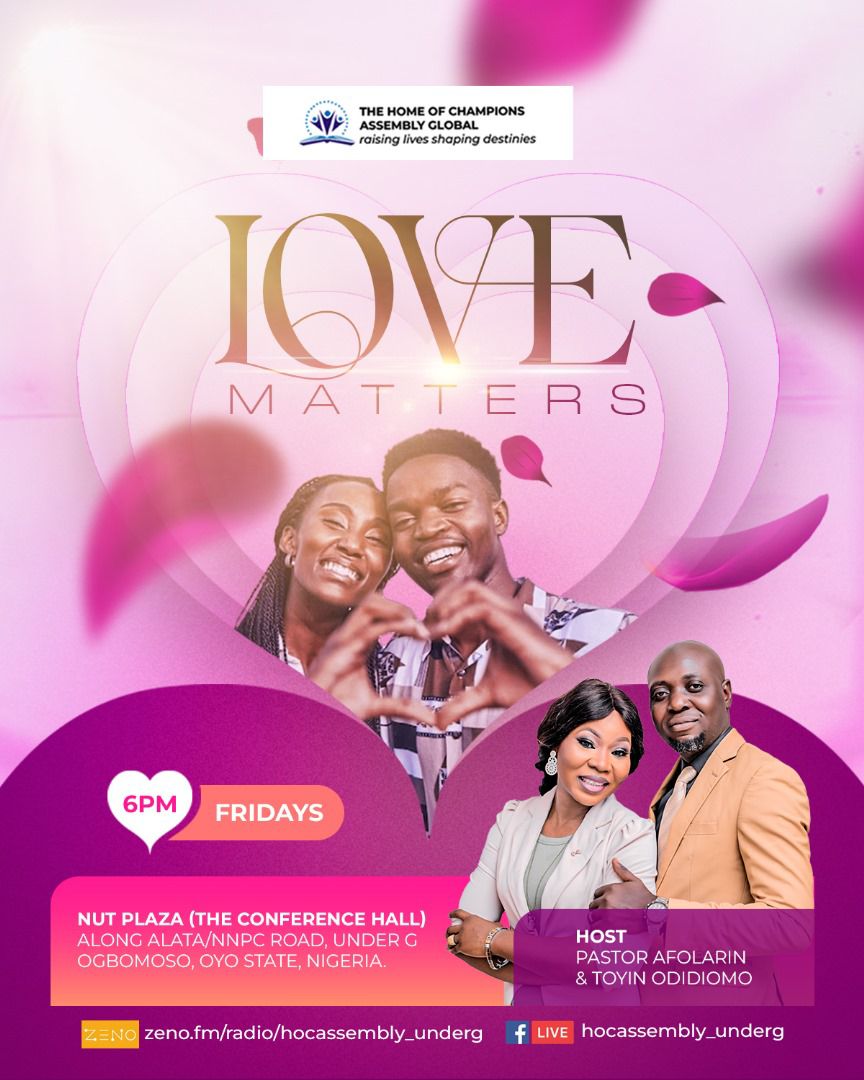 THE HOME OF CHAMPIONS
ASSEMBLY GLOBAL
raising lives shaping destinies
LOVE
MATTERS
6PM
FRIDAYS
NUT PLAZA (THE CONFERENCE HALL)
ALONG ALATA/NNPC ROAD, UNDER G
OGBOMOSO, OYO STATE, NIGERIA.
HOST
PASTOR AFOLARIN
& TOYIN ODIDIOMO
ZENO zeno.fm/radio/hocassembly_underg
f LIVE hocassembly_underg